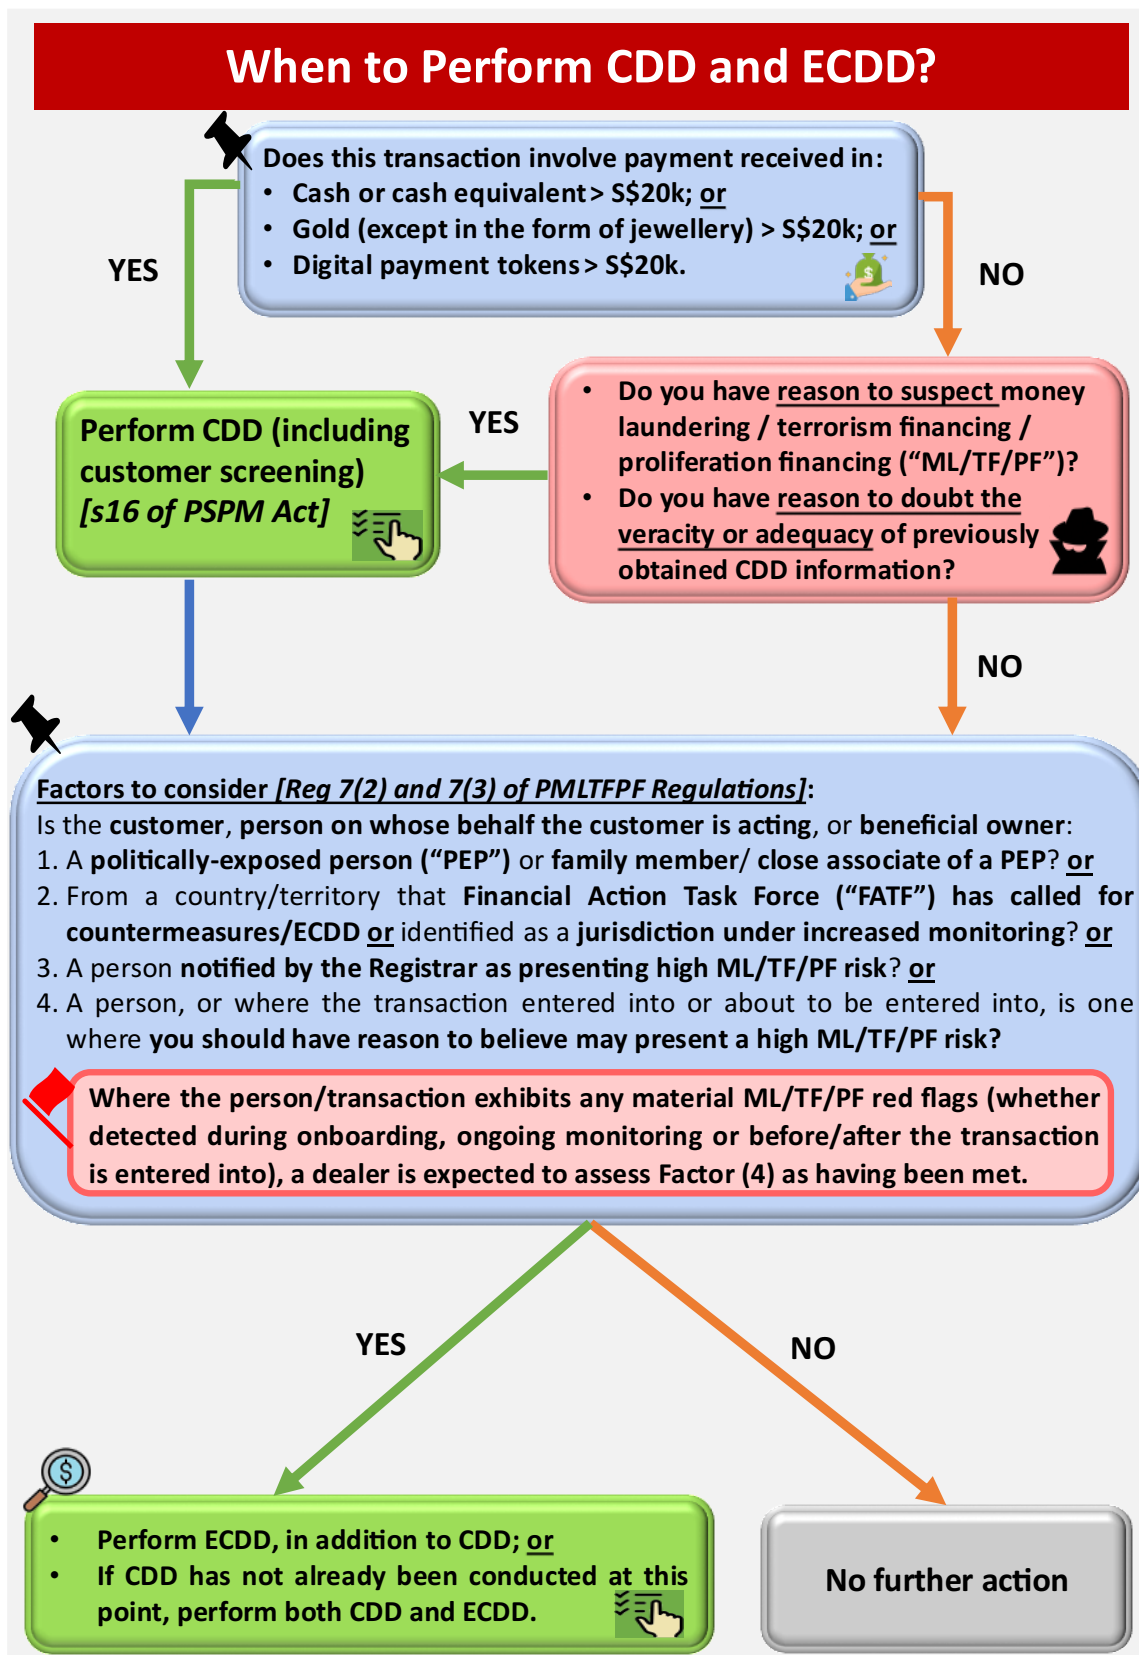 When to Perform CDD and ECDD?
Does this transaction involve payment received in:
• Cash or cash equivalent > S$20k; or
• Gold (except in the form of jewellery) > S$20k; or
• Digital payment tokens > S$20k.
YES
NO
Perform CDD (including
customer screening)
[s16 of PSPM Act]
YES
• Do you have reason to suspect money
laundering / terrorism financing /
proliferation financing (“ML/TF/PF”)?
• Do you have reason to doubt the
veracity or adequacy of previously
obtained CDD information?
NO
Factors to consider [Reg 7(2) and 7(3) of PMLTFPF Regulations]:
Is the customer, person on whose behalf the customer is acting, or beneficial owner:
1. A politically-exposed person (“PEP”) or family member/ close associate of a PEP? or
2. From a country/territory that Financial Action Task Force (“FATF”) has called for
countermeasures/ECDD or identified as a jurisdiction under increased monitoring? or
3. A person notified by the Registrar as presenting high ML/TF/PF risk? or
4. A person, or where the transaction entered into or about to be entered into, is one
where you should have reason to believe may present a high ML/TF/PF risk?
Where the person/transaction exhibits any material ML/TF/PF red flags (whether
detected during onboarding, ongoing monitoring or before/after the transaction
is entered into), a dealer is expected to assess Factor (4) as having been met.
YES
NO
• Perform ECDD, in addition to CDD; or
• If CDD has not already been conducted at this
point, perform both CDD and ECDD.
No further action